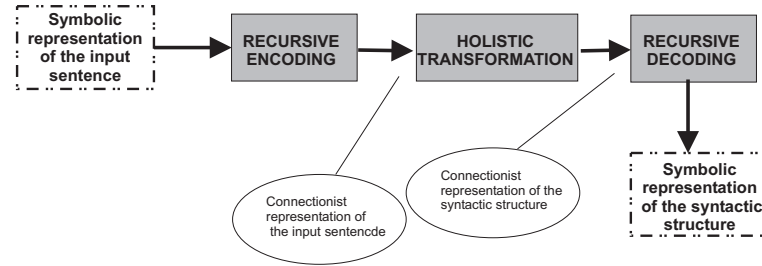 Symbolic
representation
of the input
sentence
RECURSIVE
ENCODING
HOLISTIC
TRANSFORMATION
RECURSIVE
DECODING
Connectionist
representation of
the input sentencde
Connectionist
representation of the
syntactic structure
Symbolic
representation
of the syntactic
structure